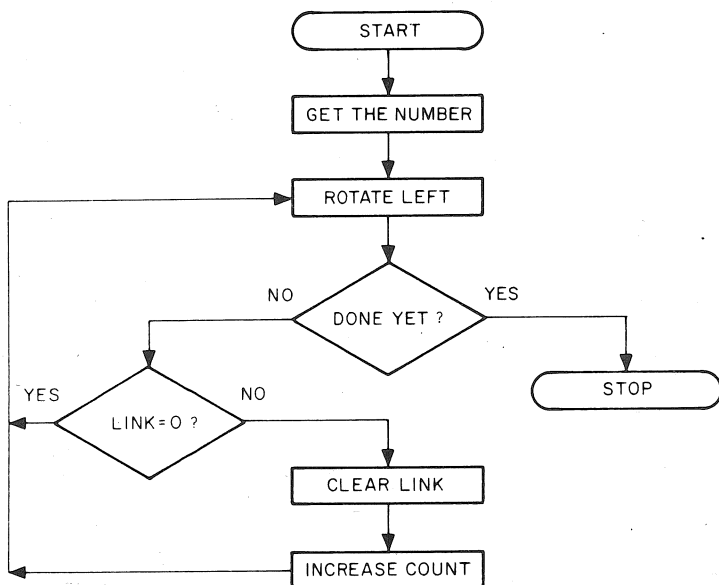 START
GET THE NUMBER
ROTATE LEFT
NO
YES
DONE YET ?
STOP
YES
NO
LINK=0 ?
CLEAR LINK
INCREASE COUNT